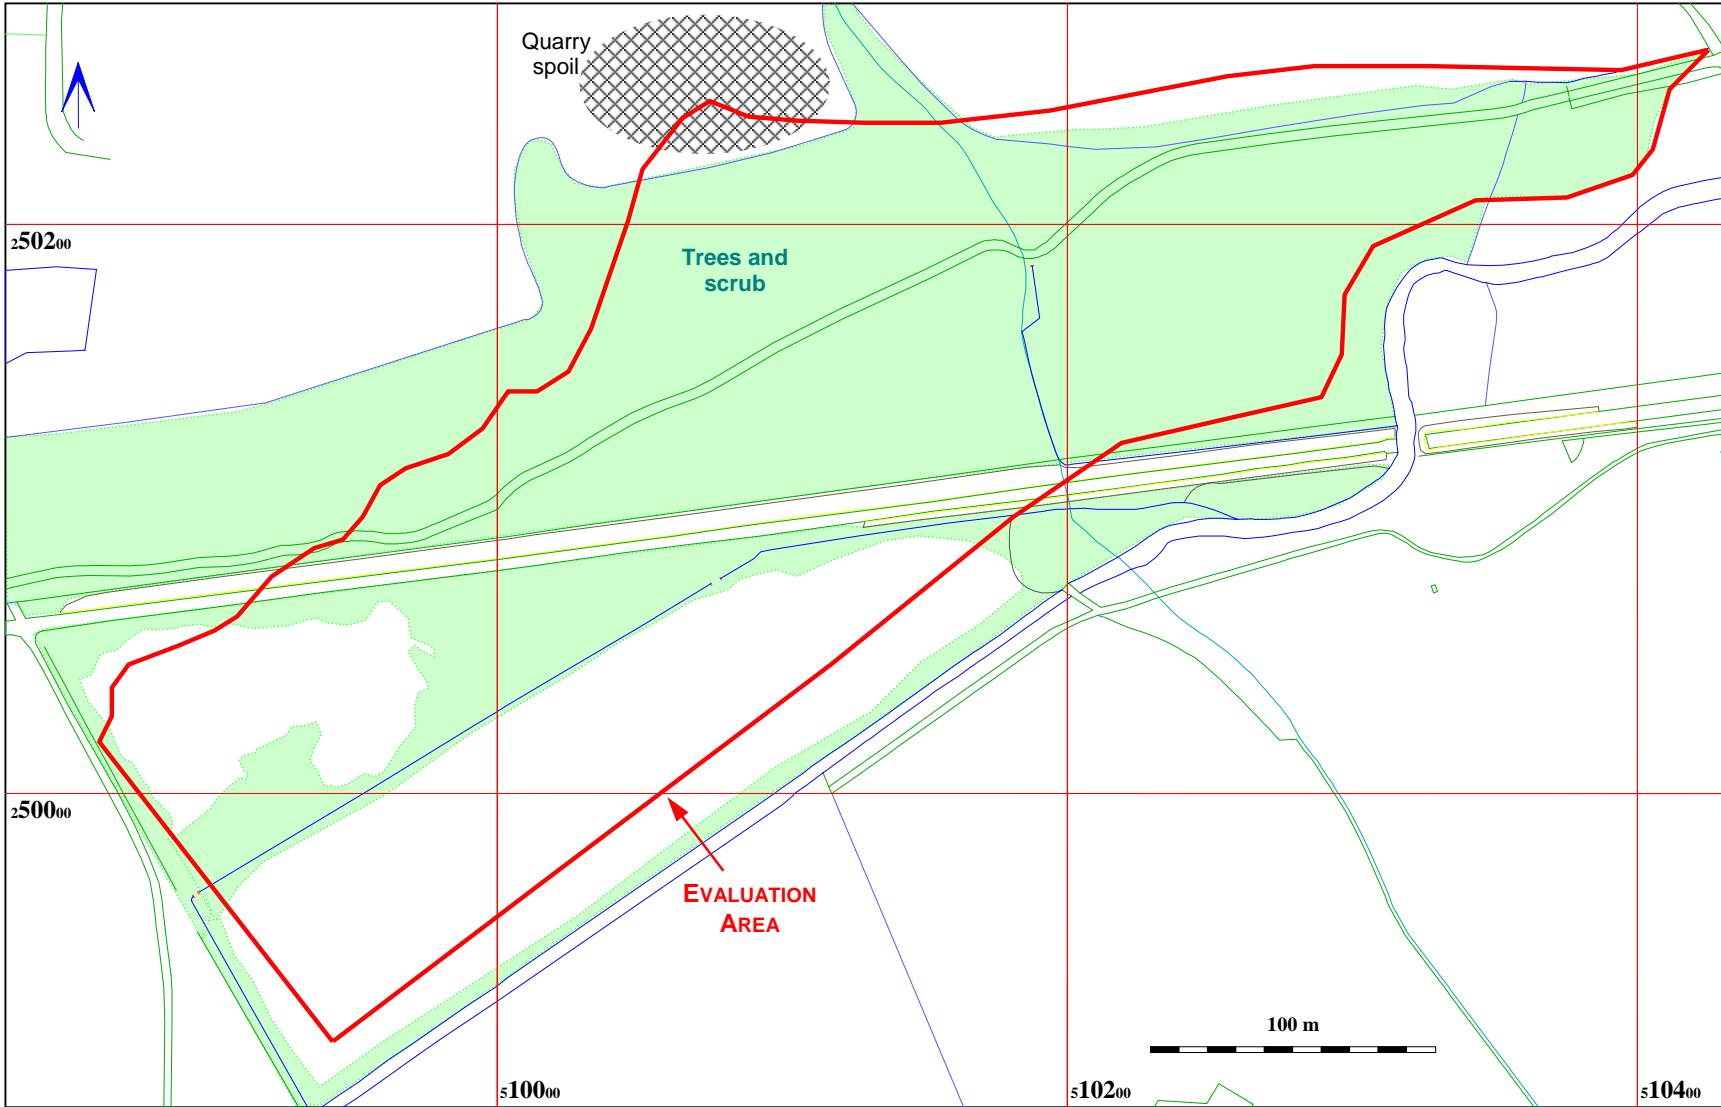 Quarry
spoil
250200
Trees and
scrub
250000
EVALUATION
AREA
100 m
510000
510200
510400